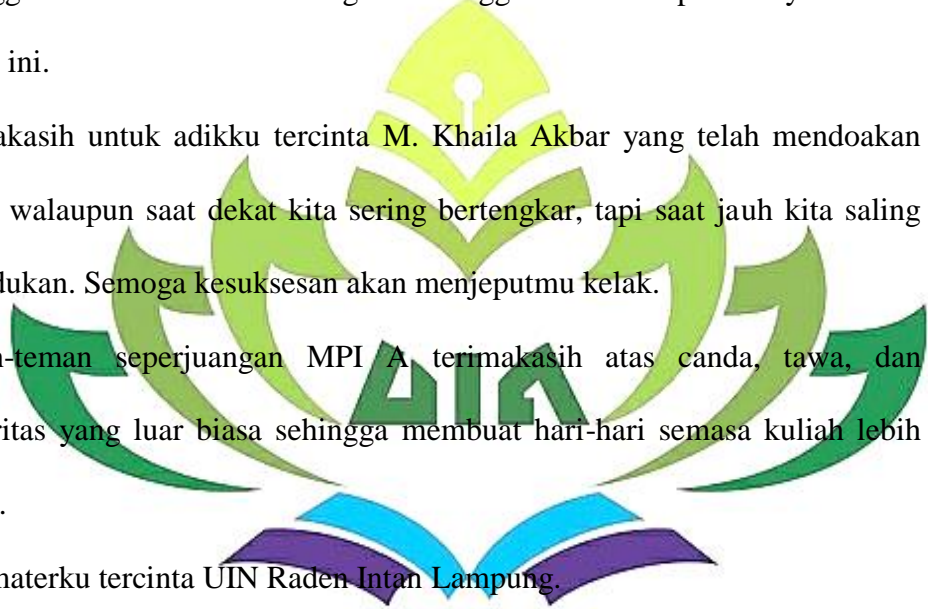 ini.
akasih untuk adikku tercinta M. Khaila Akbar yang telah mendoakan
walaupun saat dekat kita sering bertengkar, tapi saat jauh kita saling
dukan. Semoga kesuksesan akan menjeputmu kelak.
-teman seperjuangan MPI A terimakasih atas canda, tawa, dan
ritas yang luar biasa sehingga membuat hari-hari semasa kuliah lebih
.
materku tercinta UIN Raden Intan Lampung.